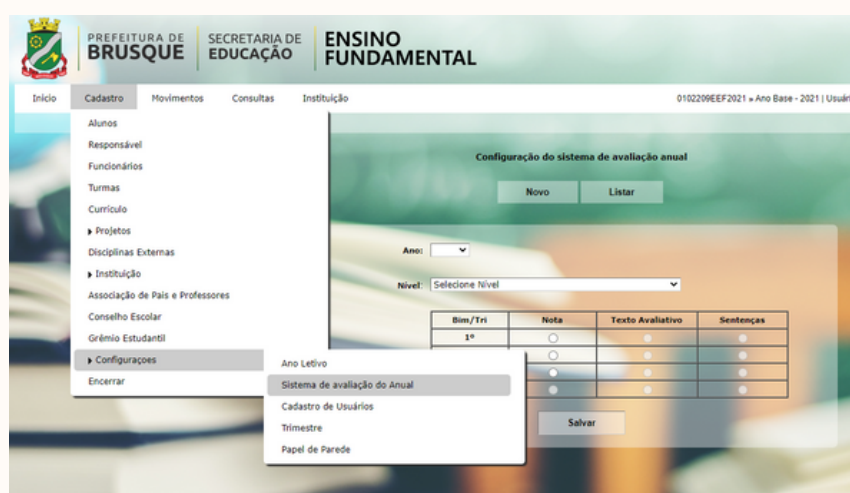 PREFEITURA DE
BRUSQUE
SECRETARIA DE
EDUCAÇÃO
ENSINO
FUNDAMENTAL
Início Cadastro Movimentos Consultas Instituição
0102209EEF2021 » Ano Base - 2021 | Usuár
Alunos
Responsável
Funcionários
Turmas
Currículo
Projetos
Disciplinas Externas
Instituição
Associação de Pais e Professores
Conselho Escolar
Grêmio Estudantil
Configuraçoes
Encerrar
Ano Letivo
Sistema de avaliação do Anual
Cadastro de Usuários
Trimestre
Papel de Parede
Configuração do sistema de avaliação anual
Novo Listar
Ano:
Nível: Selecione Nível
Bim/Tri Nota Texto Avaliativo Sentenças
1º
Salvar